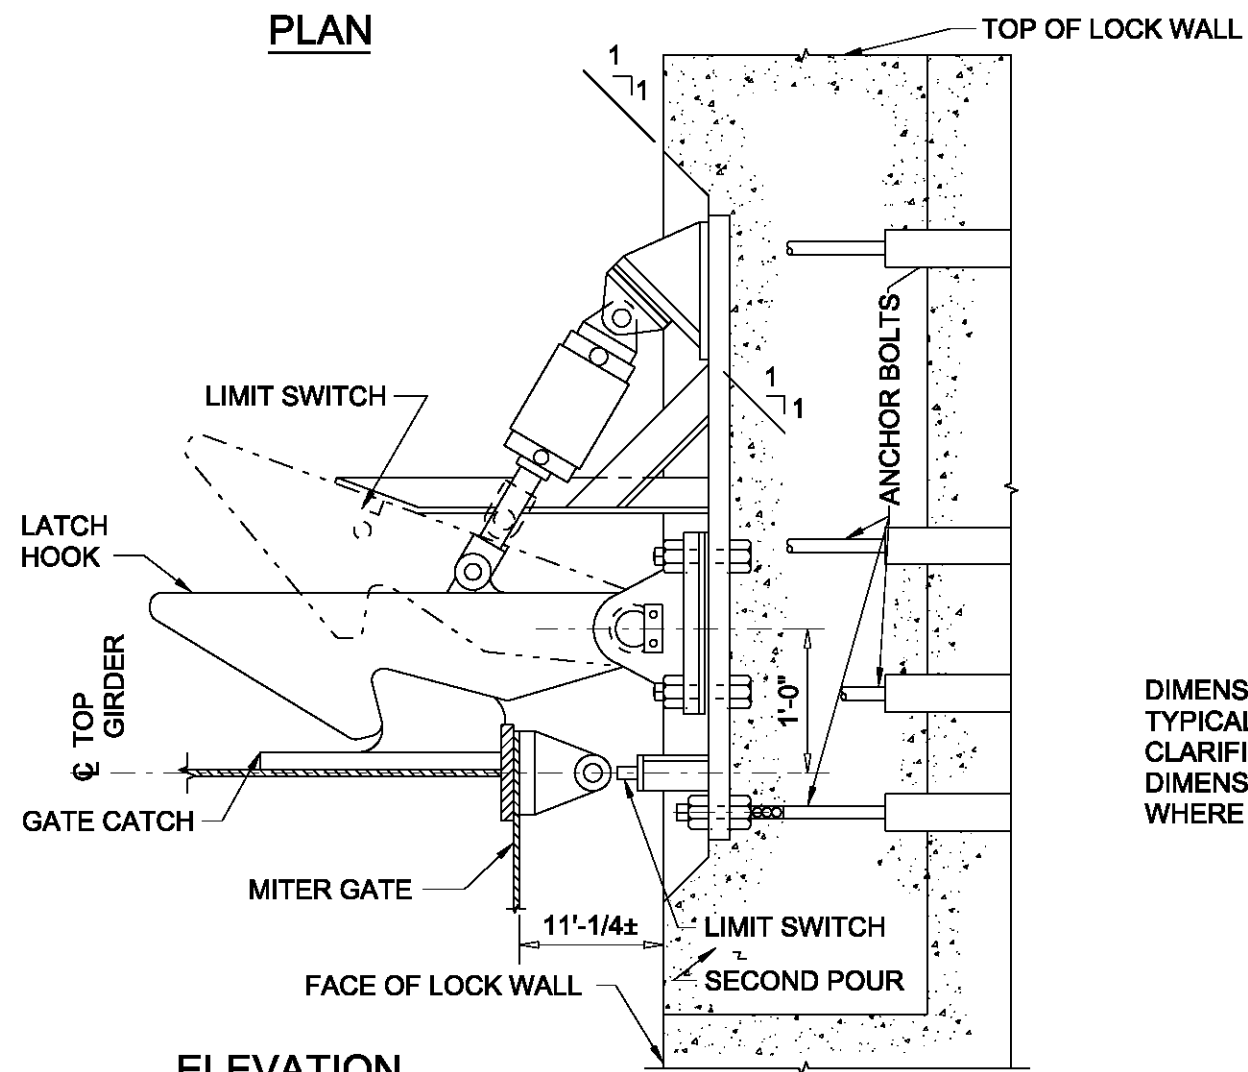 PLAN
TOP OF LOCK WALL
1
1
ANCHOR BOLTS
1
1
LIMIT SWITCH
LATCH
HOOK
℄ TOP
GIRDER
1'-0"
DIMENS
TYPICAL
CLARIFI
DIMENS
WHERE
GATE CATCH
MITER GATE
11'-1/4±
LIMIT SWITCH
SECOND POUR
FACE OF LOCK WALL
ELEVATION